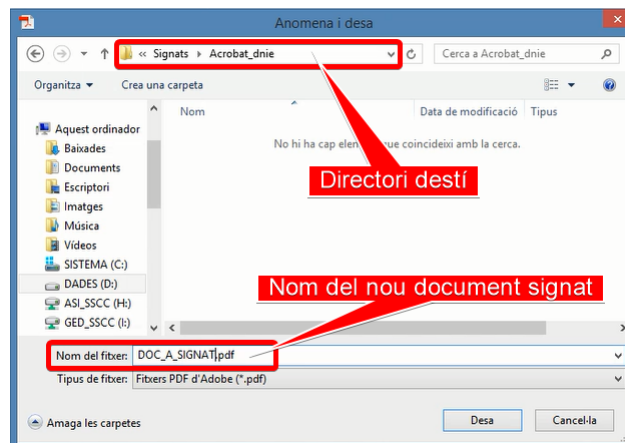 Anomena i desa
« Signats Acrobat_dnie
Cerca a Acrobat_dnie
Organitza Crea una carpeta
Nom Data de modificació Tipus
No hi ha cap elen que coincideixi amb la cerca.
Aquest ordinador
Baixades
Documents
Escriptori
Imatges
Música
Vídeos
SISTEMA (C:)
DADES (D:)
ASI_SSCC (H:)
GED_SSCC (I:)
Directori destí
Nom del nou document signat
Nom del fitxer: DOC_A_SIGNAT.pdf
Tipus de fitxer: Fitxers PDF d'Adobe (*.pdf)
Amaga les carpetes
Desa Cancel·la